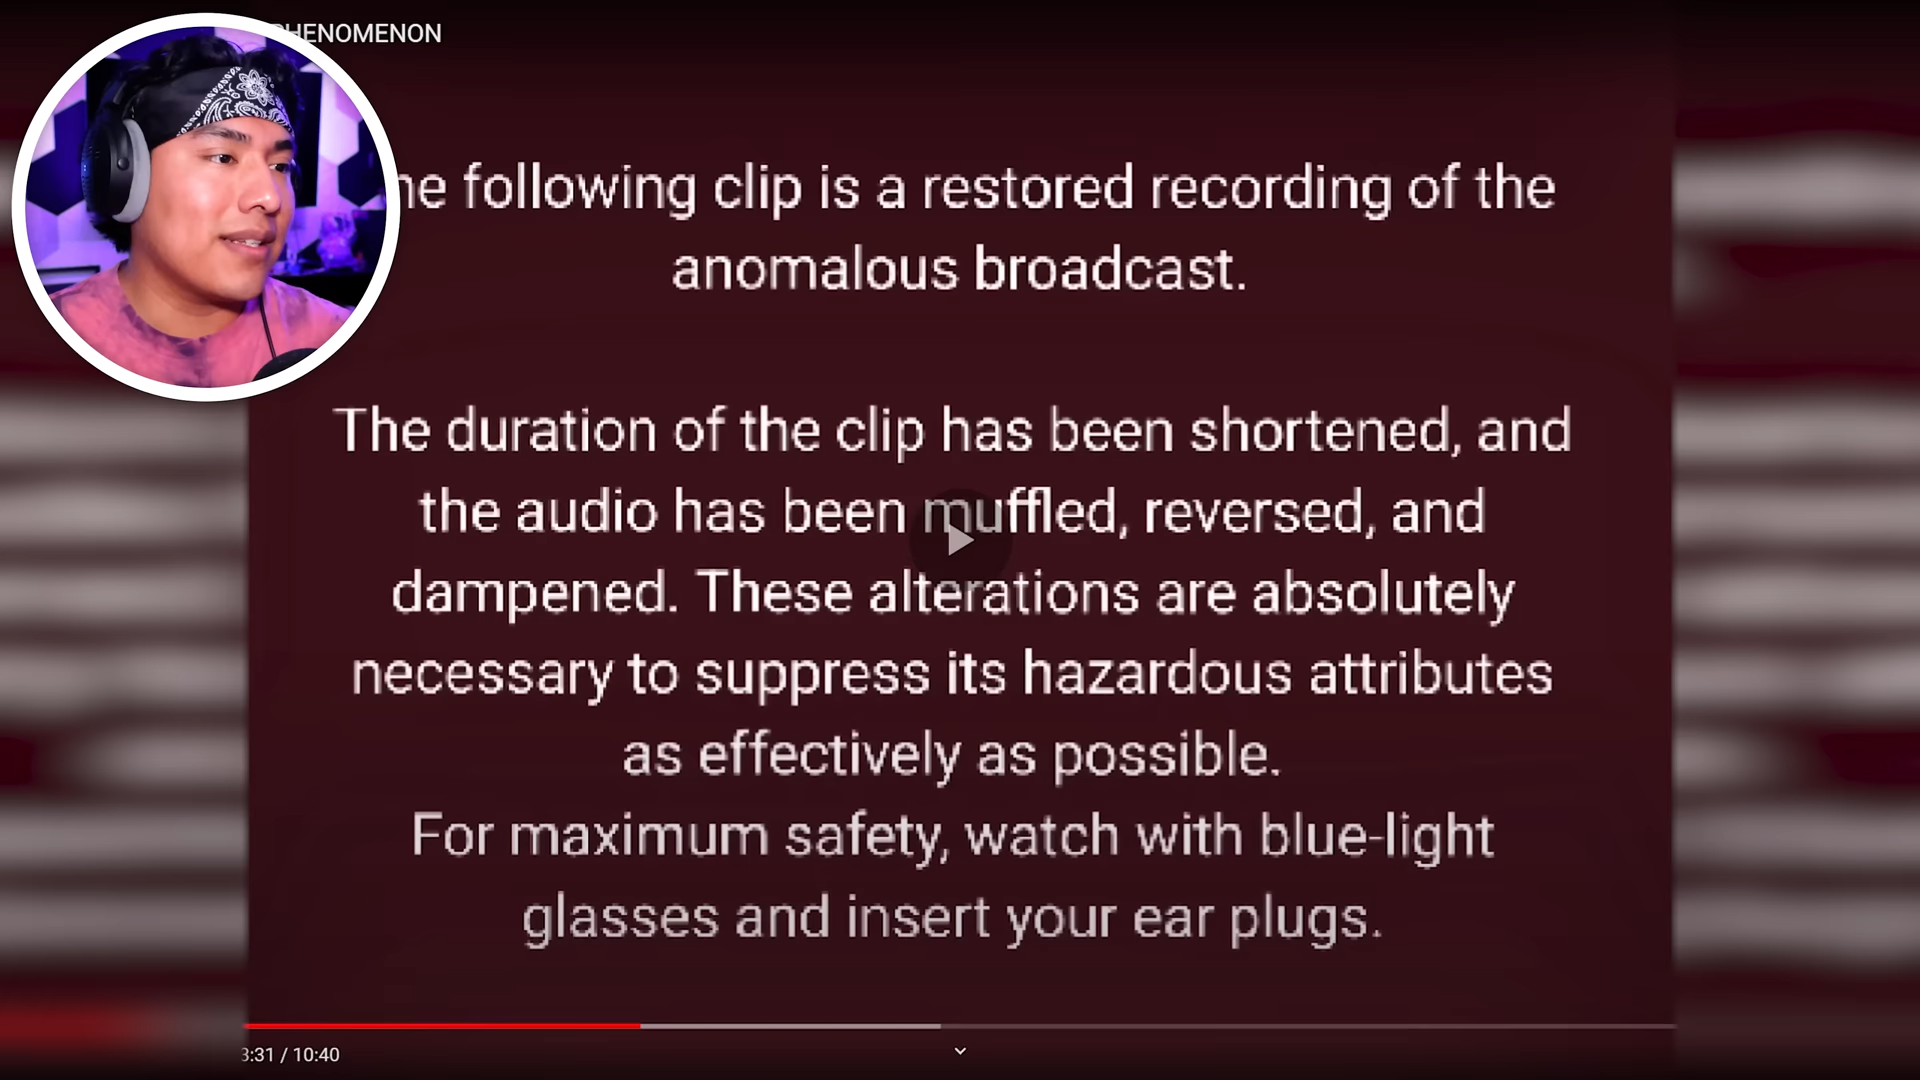 PHENOMENON
he following clip is a restored recording of the
anomalous broadcast.
The duration of the clip has been shortened, and
the audio has been muffled, reversed, and
dampened. These alterations are absolutely
necessary to suppress its hazardous attributes
as effectively as possible.
For maximum safety, watch with blue-light
glasses and insert your ear plugs.
3:31 / 10:40